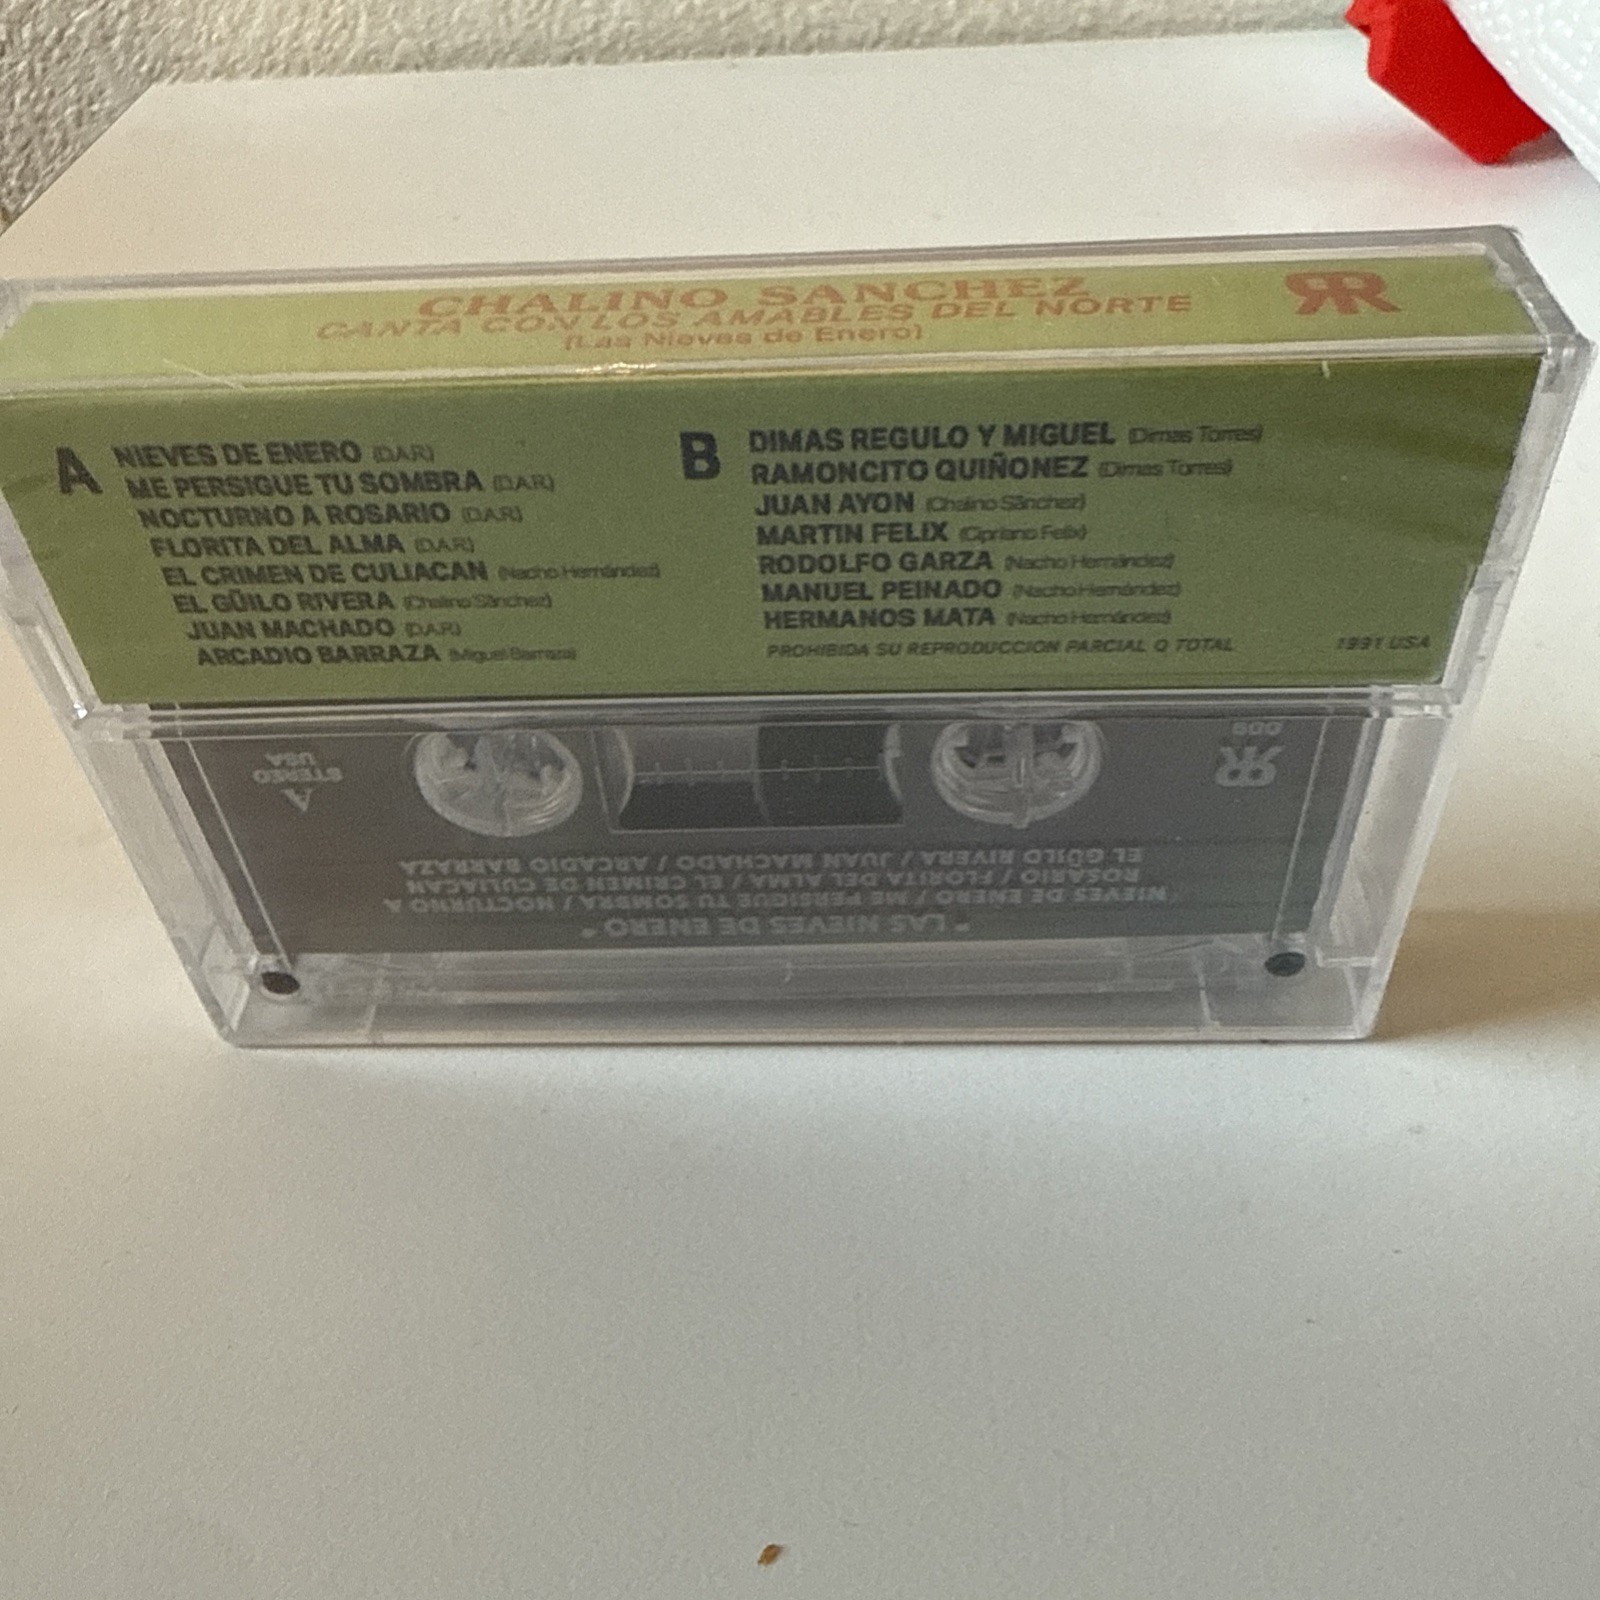 CHALINO SANCHEZ
CANTA CON LOS AMABLES DEL NORTE
(Las Nieves de Enero)
RR
A
NIEVES DE ENERO (D.A.R.)
ME PERSIGUE TU SOMBRA (D.A.R.)
NOCTURNO A ROSARIO (D.A.R.)
FLORITA DEL ALMA (D.A.R.)
EL CRIMEN DE CULIACAN (Nacho Hernández)
EL GÜILO RIVERA (Chalino Sánchez)
JUAN MACHADO (D.A.R.)
ARCADIO BARRAZA (Miguel Barraza)
B
DIMAS REGULO Y MIGUEL (Dimas Torres)
RAMONCITO QUIÑONEZ (Dimas Torres)
JUAN AYON (Chalino Sánchez)
MARTIN FELIX (Cipriano Felix)
RODOLFO GARZA (Nacho Hernández)
MANUEL PEINADO (Nacho Hernández)
HERMANOS MATA (Nacho Hernández)
PROHIBIDA SU REPRODUCCION PARCIAL O TOTAL
1991 USA
"LAS NIEVES DE ENERO"
NIEVES DE ENERO / ME PERSIGUE TU SOMBRA / NOCTURNO A
ROSARIO / FLORITA DEL ALMA / EL CRIMEN DE CULIACAN
EL GÜILO RIVERA / JUAN MACHADO / ARCADIO BARRAZA
RR
A
STEREO
USA